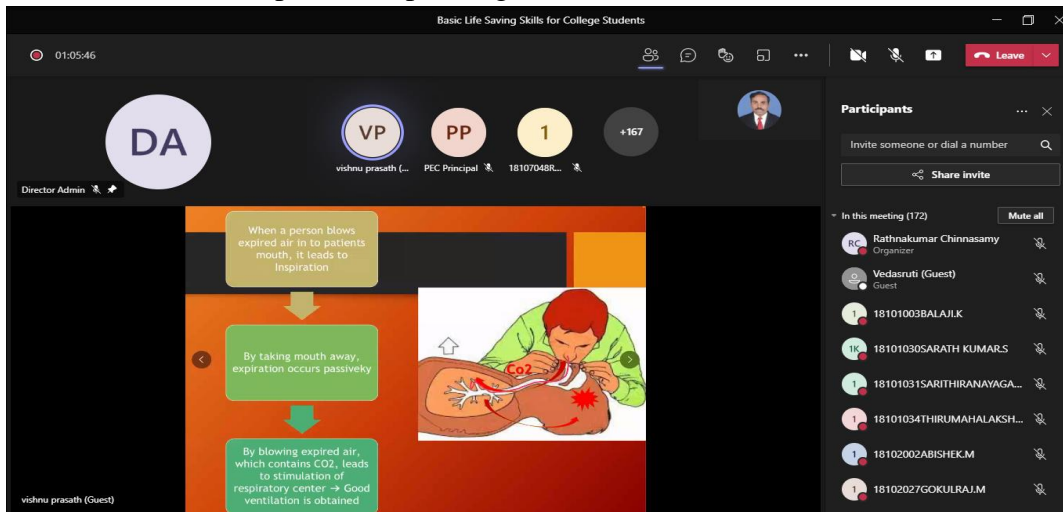 Basic Life Saving Skills for College Students
01:05:46
Leave
DA
Director Admin
VP
vishnu prasath (...
PP
PEC Principal
1
18107048R...
+167
When a person blows
expired air in to patients
mouth, it leads to
Inspiration
By taking mouth away,
expiration occurs passiveky
By blowing expired air,
which contains CO2, leads
to stimulation of
respiratory center → Good
ventilation is obtained
Co2
vishnu prasath (Guest)
Participants
Invite someone or dial a number
Share invite
In this meeting (172)
Mute all
RC
Rathnakumar Chinnasamy
Organizer
Vedasruti (Guest)
Guest
1
18101003BALAJI.K
1K
18101030SARATH KUMAR.S
1
18101031SARITHIRANAYAGA...
1
18101034THIRUMAHALAKSH...
1
18102002ABISHEK.M
1
18102027GOKULRAJ.M